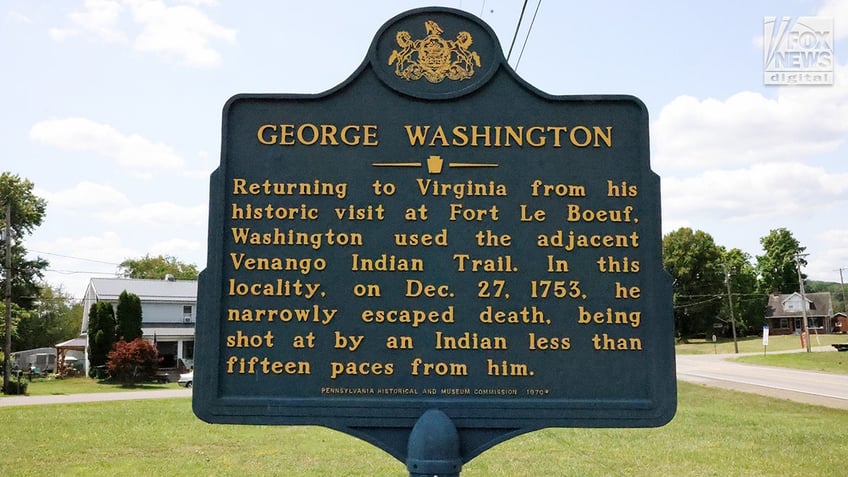 FOX
NEWS
digital
GEORGE WASHINGTON
Returning to Virginia from his
historic visit at Fort Le Boeuf,
Washington used the adjacent
Venango Indian Trail. In this
locality, on Dec. 27, 1753, he
narrowly escaped death, being
shot at by an Indian less than
fifteen paces from him.
PENNSYLVANIA HISTORICAL AND MUSEUM COMMISSION 1970